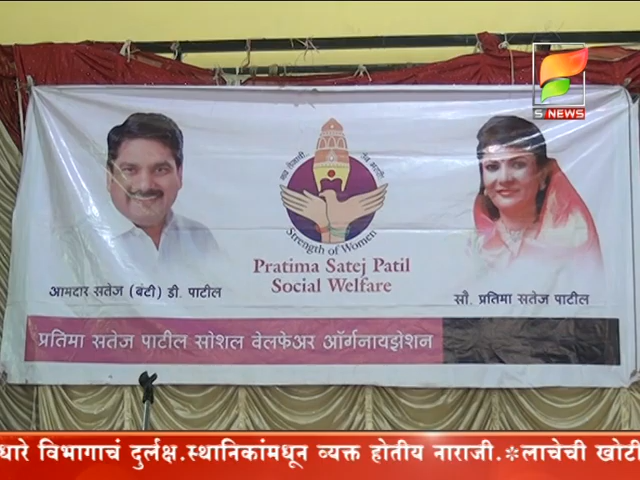 S NEWS
Strength of Women
Pratima Satej Patil
Social Welfare
आमदार सतेज (बंटी) डी. पाटील
सौ. प्रतिमा सतेज पाटील
प्रतिमा सतेज पाटील सोशल वेलफेअर ऑर्गनायझेशन
धारे विभागाचं दुर्लक्ष.स्थानिकांमधून व्यक्त होतीय नाराजी.*लाचेची खोटी